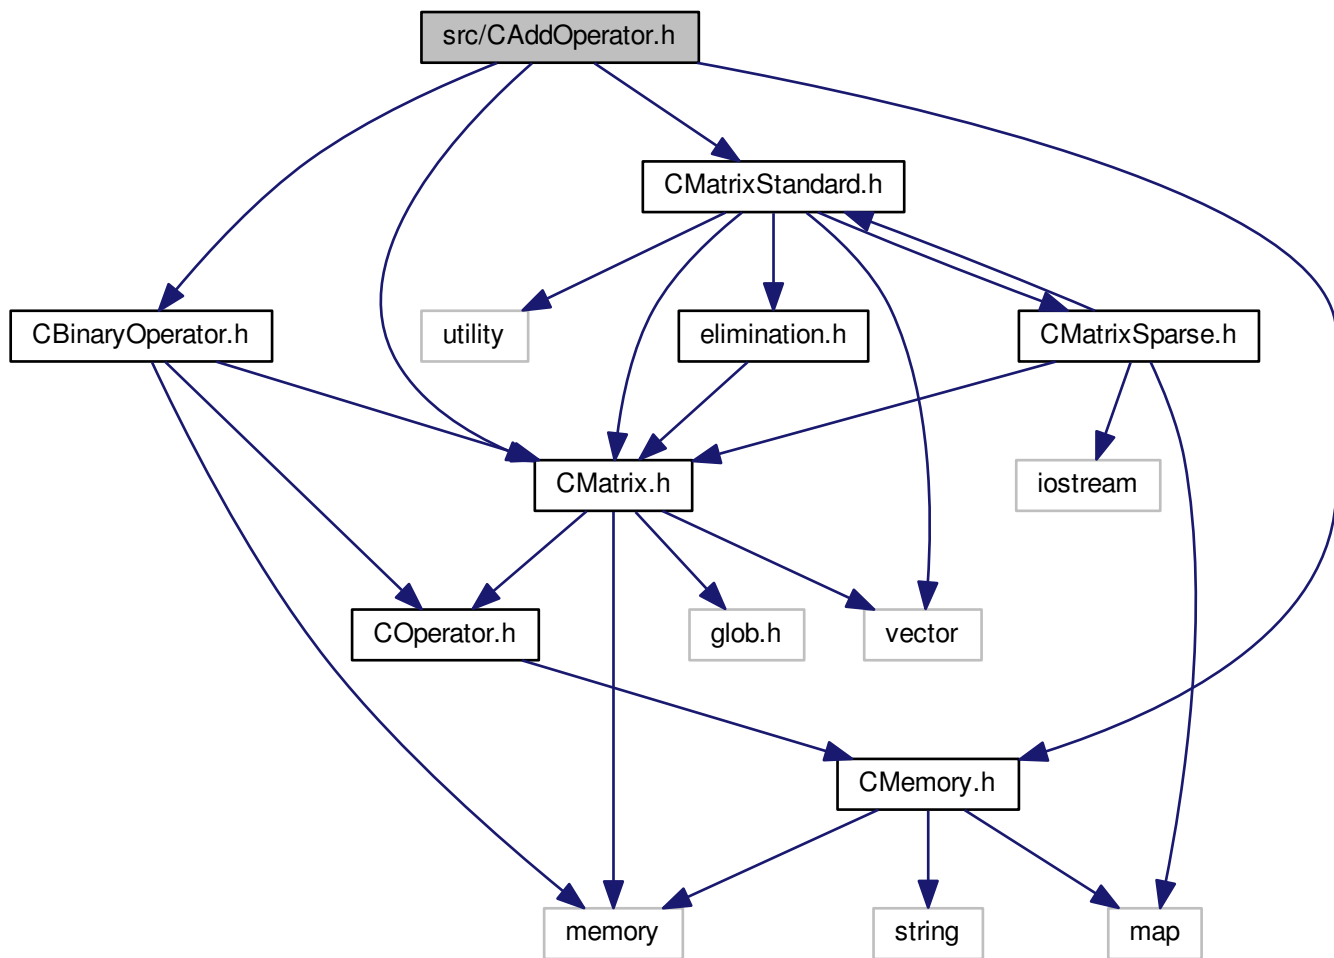 src/CAddOperator.h
CMatrixStandard.h
CBinaryOperator.h
utility
elimination.h
CMatrixSparse.h
CMatrix.h
iostream
COperator.h
glob.h
vector
CMemory.h
memory
string
map